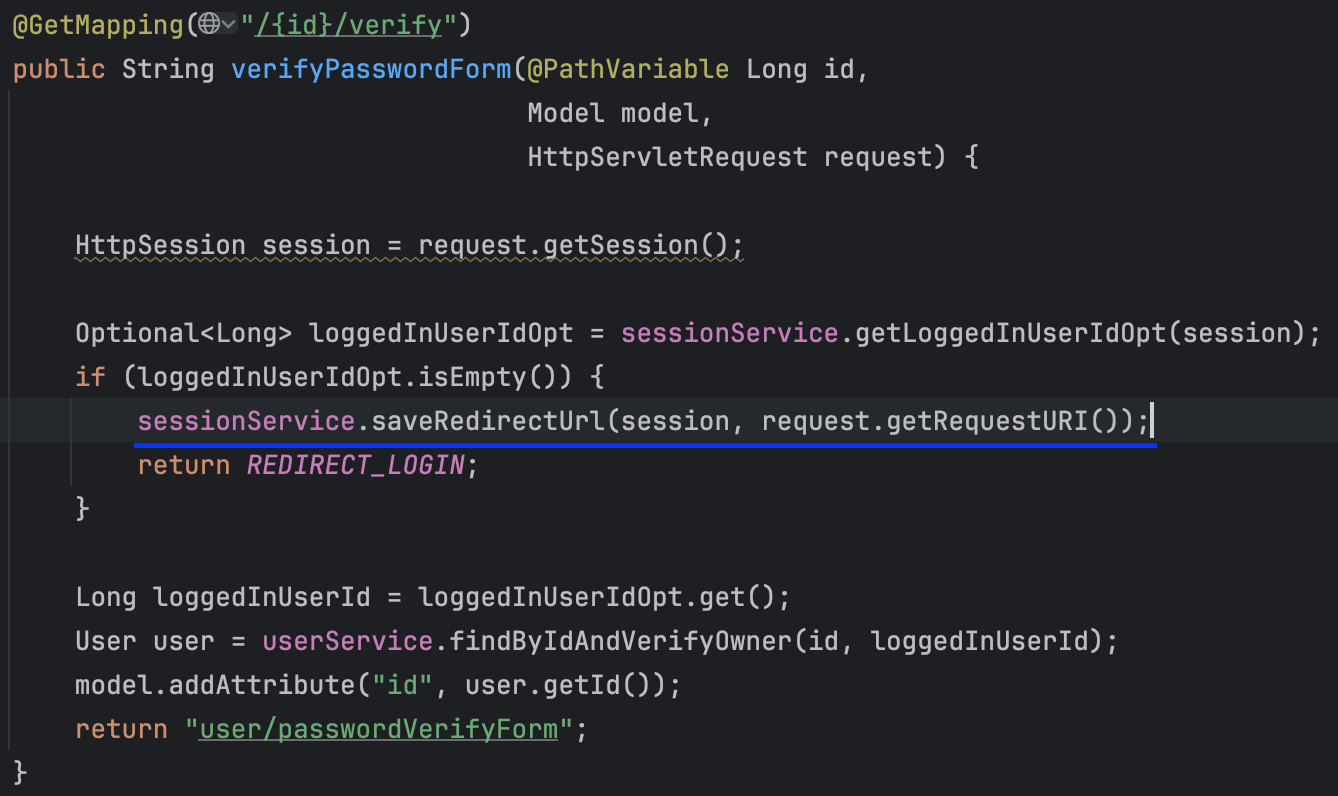 @GetMapping("/{id}/verify")
public String verifyPasswordForm(@PathVariable Long id,
Model model,
HttpServletRequest request) {
HttpSession session = request.getSession();
Optional<Long> loggedInUserIdOpt = sessionService.getLoggedInUserIdOpt(session);
if (loggedInUserIdOpt.isEmpty()) {
sessionService.saveRedirectUrl(session, request.getRequestURI());
return REDIRECT_LOGIN;
}
Long loggedInUserId = loggedInUserIdOpt.get();
User user = userService.findByIdAndVerifyOwner(id, loggedInUserId);
model.addAttribute("id", user.getId());
return "user/passwordVerifyForm";
}